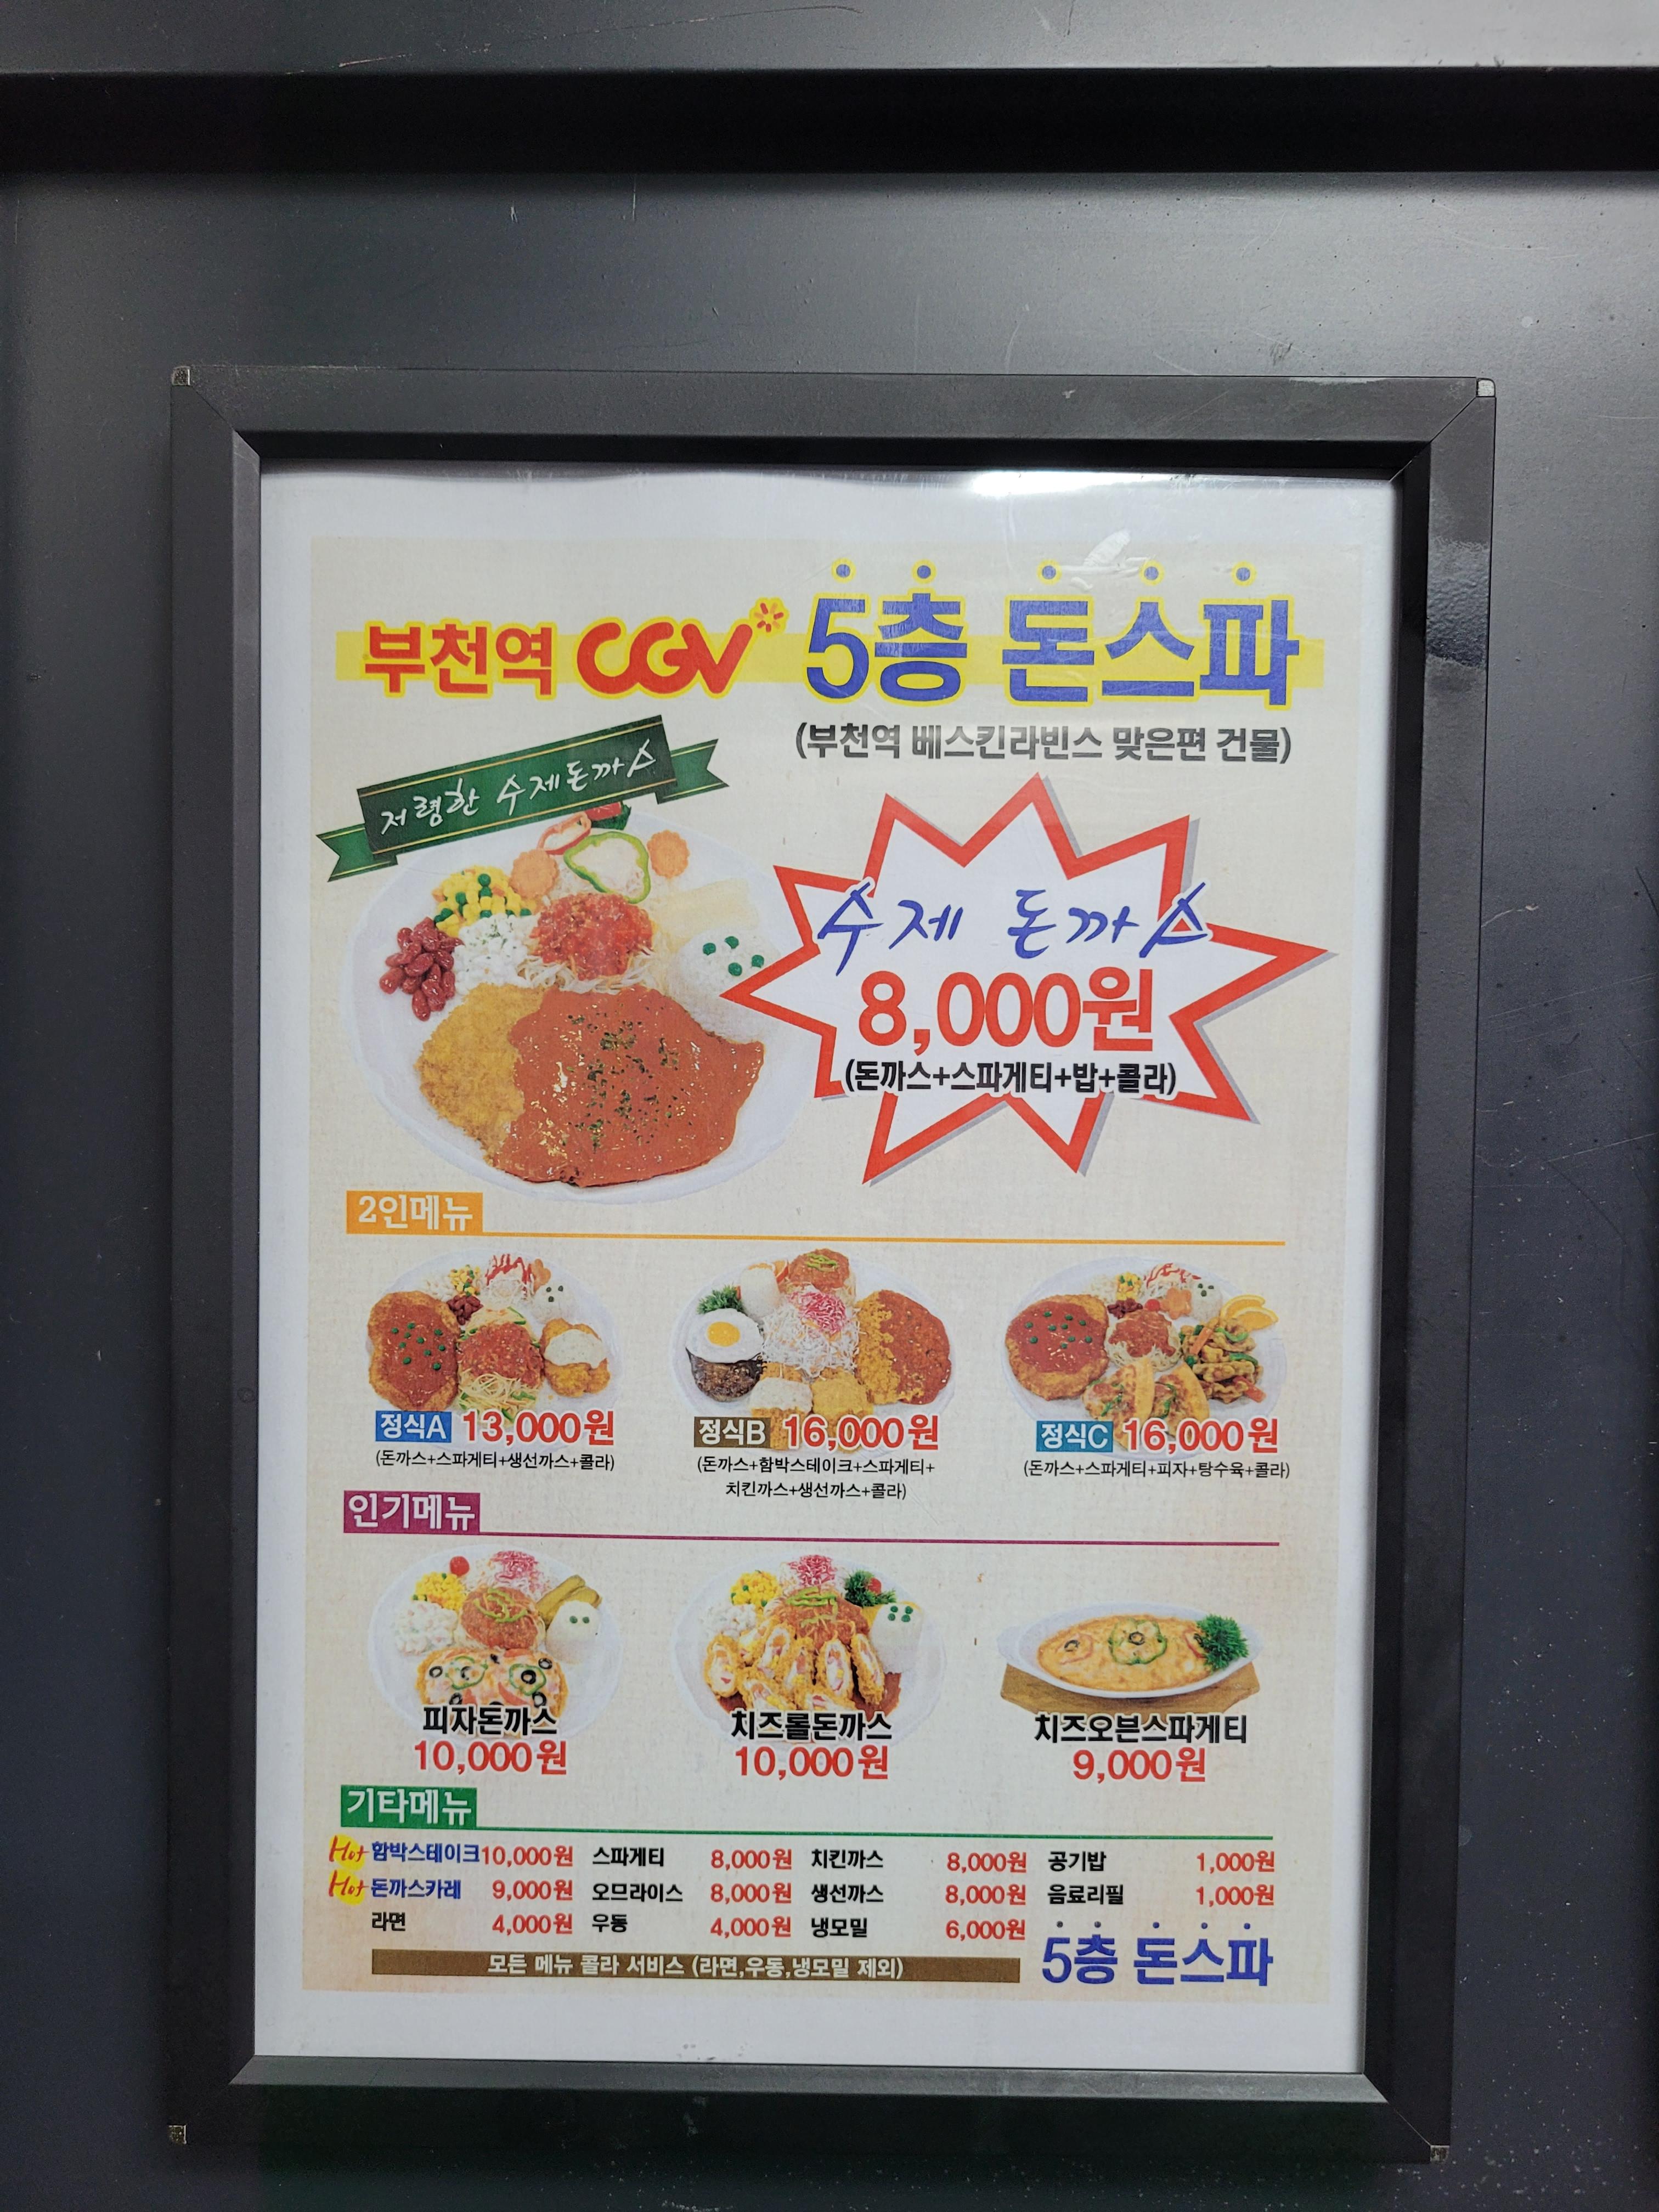 부천역 CGV 5층 돈스파
(부천역 베스킨라빈스 맞은편 건물)
저렴한 수제돈까스
수제 돈까스
8,000원
(돈까스+스파게티+밥+콜라)
2인메뉴
정식A 13,000원
(돈까스+스파게티+생선까스+콜라)
정식B 16,000원
(돈까스+함박스테이크+스파게티+
치킨까스+생선까스+콜라)
정식C 16,000원
(돈까스+스파게티+피자+탕수육+콜라)
인기메뉴
피자돈까스
10,000원
치즈롤돈까스
10,000원
치즈오븐스파게티
9,000원
기타메뉴
Hot 함박스테이크 10,000원 스파게티 8,000원 치킨까스 8,000원 공기밥 1,000원
Hot 돈까스카레 9,000원 오므라이스 8,000원 생선까스 8,000원 음료리필 1,000원
라면 4,000원 우동 4,000원 냉모밀 6,000원
모든 메뉴 콜라 서비스 (라면,우동,냉모밀 제외)
5층 돈스파